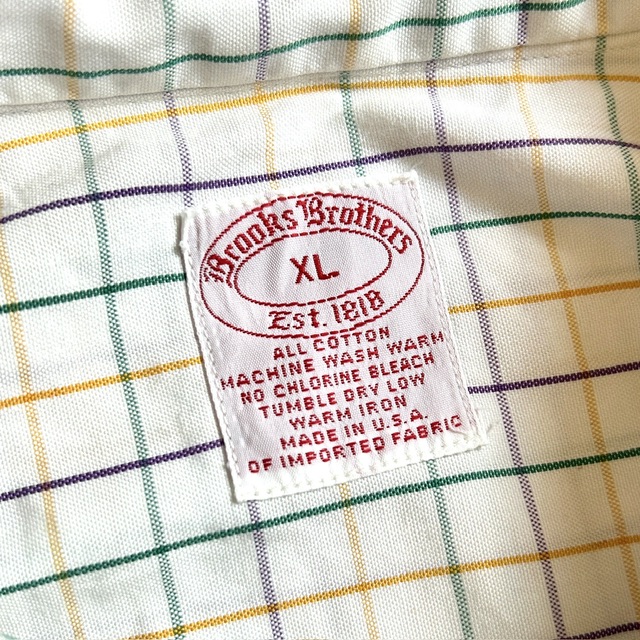 Brooks Brothers
XL
Est. 1818
ALL COTTON
MACHINE WASH WARM
NO CHLORINE BLEACH
TUMBLE DRY LOW
WARM IRON
MADE IN U.S.A.
OF IMPORTED FABRIC